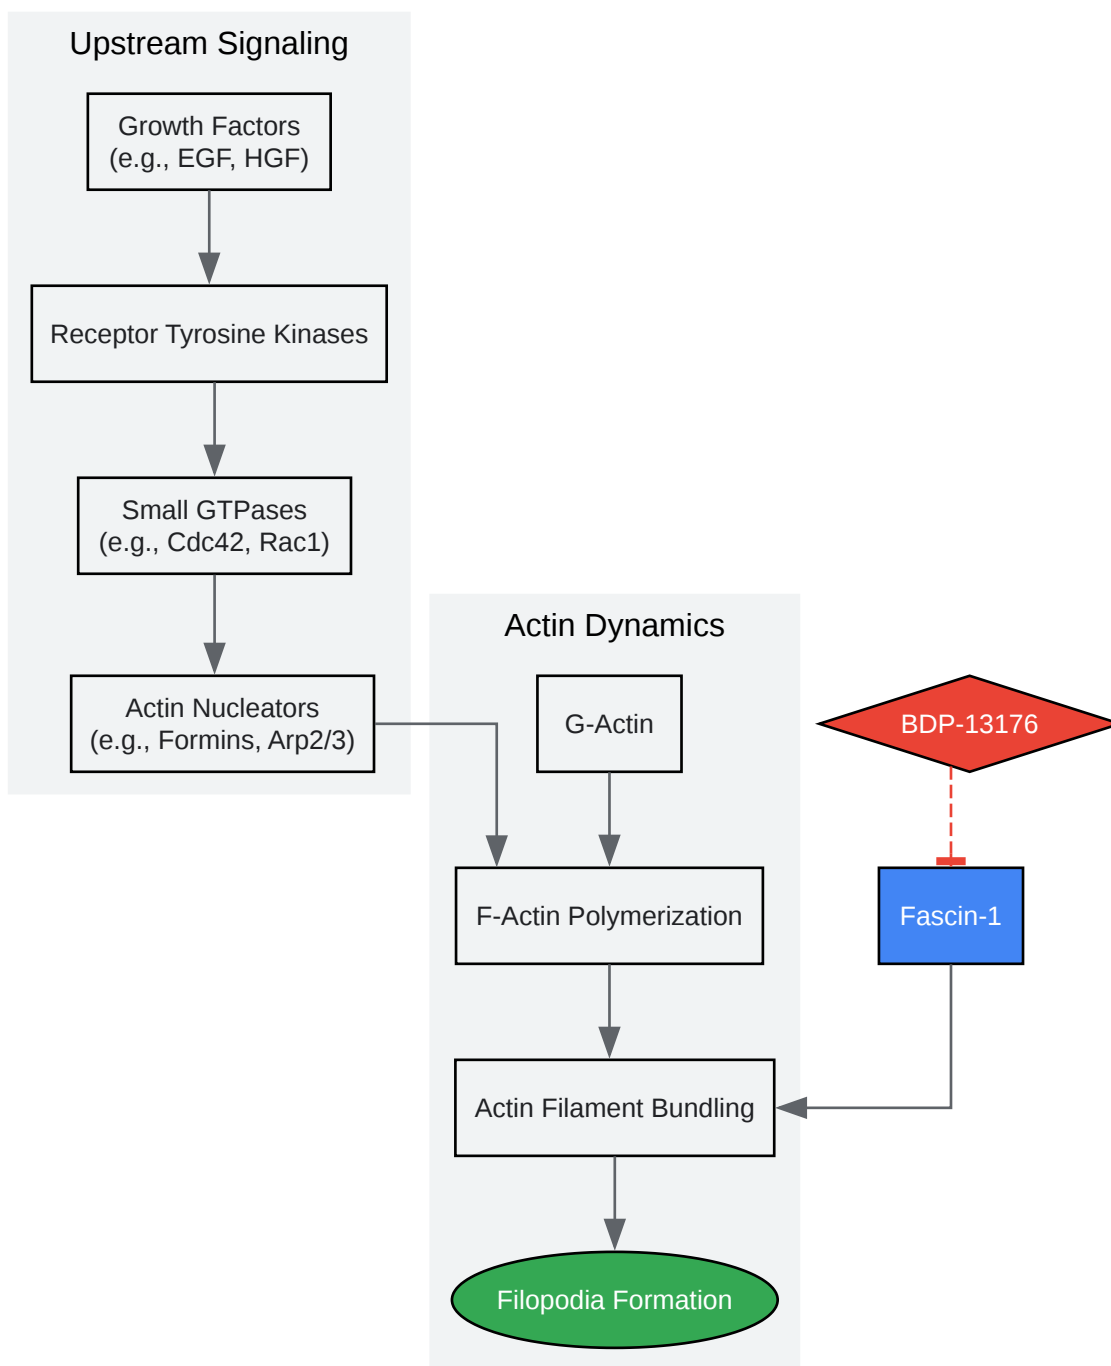 Upstream Signaling
Growth Factors
(e.g., EGF, HGF)
Receptor Tyrosine Kinases
Small GTPases
(e.g., Cdc42, Rac1)
Actin Nucleators
(e.g., Formins, Arp2/3)
Actin Dynamics
G-Actin
BDP-13176
F-Actin Polymerization
Fascin-1
Actin Filament Bundling
Filopodia Formation